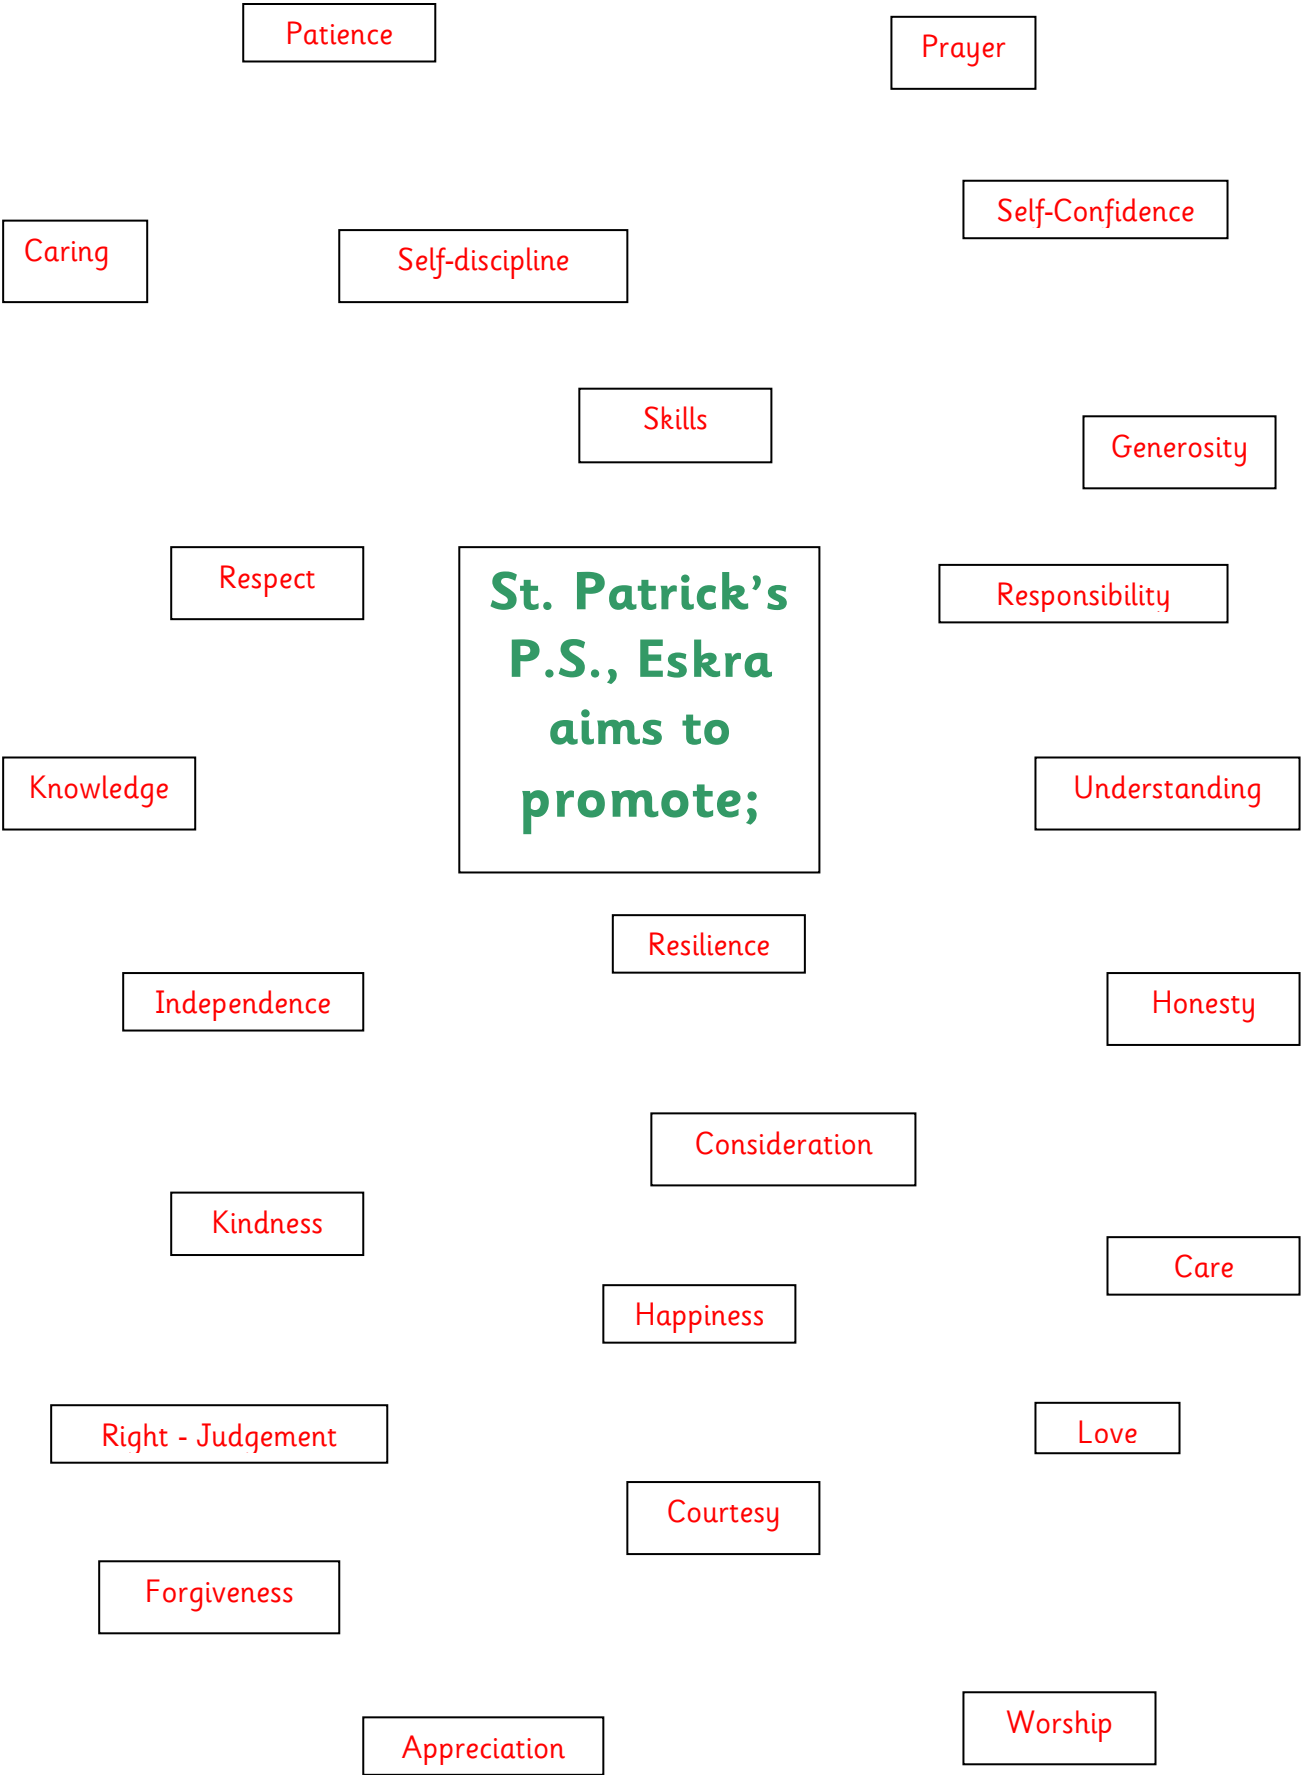 Patience
Prayer
Self-Confidence
Caring
Self-discipline
Skills
Generosity
Respect
St. Patrick’s
P.S., Eskra
aims to
promote;
Responsibility
Knowledge
Understanding
Resilience
Independence
Honesty
Consideration
Kindness
Care
Happiness
Right - Judgement
Love
Courtesy
Forgiveness
Worship
Appreciation